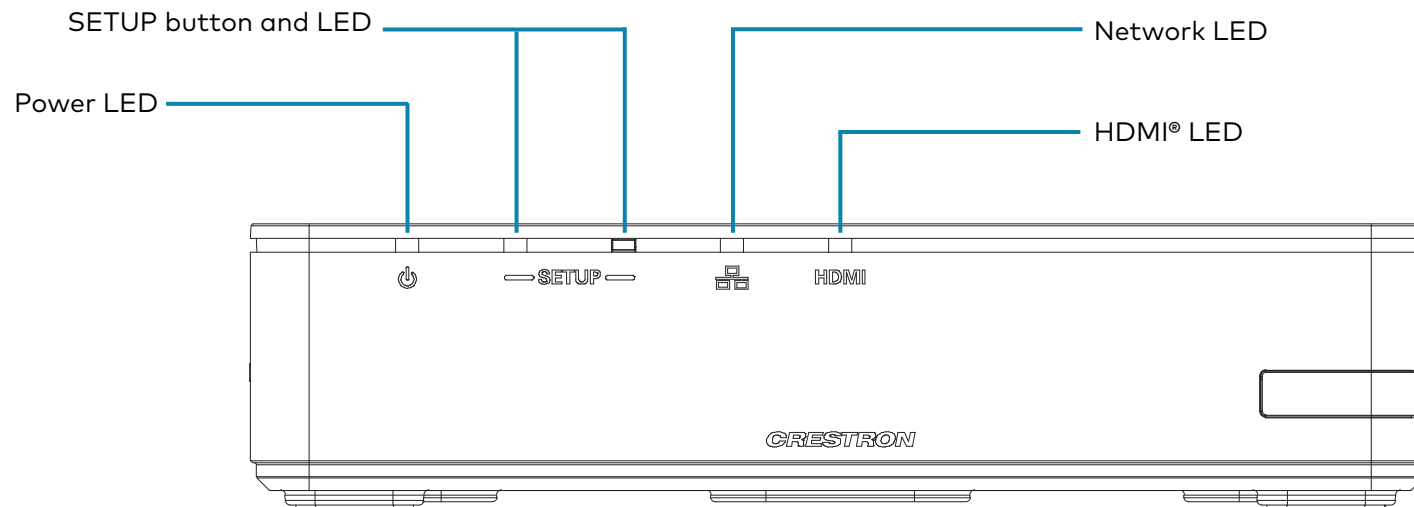 SETUP button and LED
Network LED
Power LED
HDMI® LED
SETUP
HDMI
CRESTRON